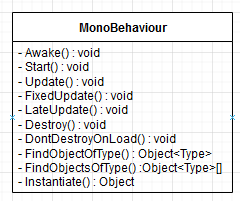 MonoBehaviour
- Awake() : void
- Start() : void
- Update() : void
- FixedUpdate() : void
- LateUpdate() : void
- Destroy() : void
- DontDestroyOnLoad() : void
- FindObjectOfType() : Object<Type>
- FindObjectsOfType() :Object<Type>[]
- Instantiate() : Object